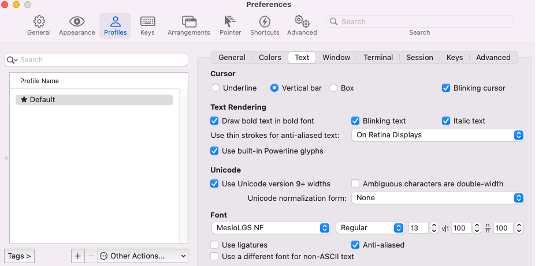 Preferences
General Appearance Profiles Keys Arrangements Pointer Shortcuts Advanced
Search
Search
Search
Profile Name
★ Default
Tags >
+ −
Other Actions...
General Colors Text Window Terminal Session Keys Advanced
Cursor
Underline Vertical bar Box Blinking cursor
Text Rendering
Draw bold text in bold font Blinking text Italic text
Use thin strokes for anti-aliased text: On Retina Displays
Use built-in Powerline glyphs
Unicode
Use Unicode version 9+ widths Ambiguous characters are double-width
Unicode normalization form: None
Font
MesloLGS NF Regular 13 100 100
Use ligatures Anti-aliased
Use a different font for non-ASCII text